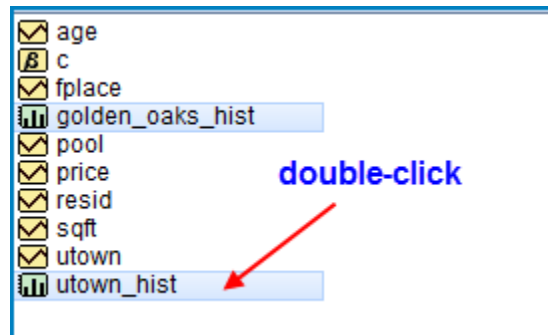 age
β c
fplace
golden_oaks_hist
pool
price
double-click
resid
sqft
utown
utown_hist